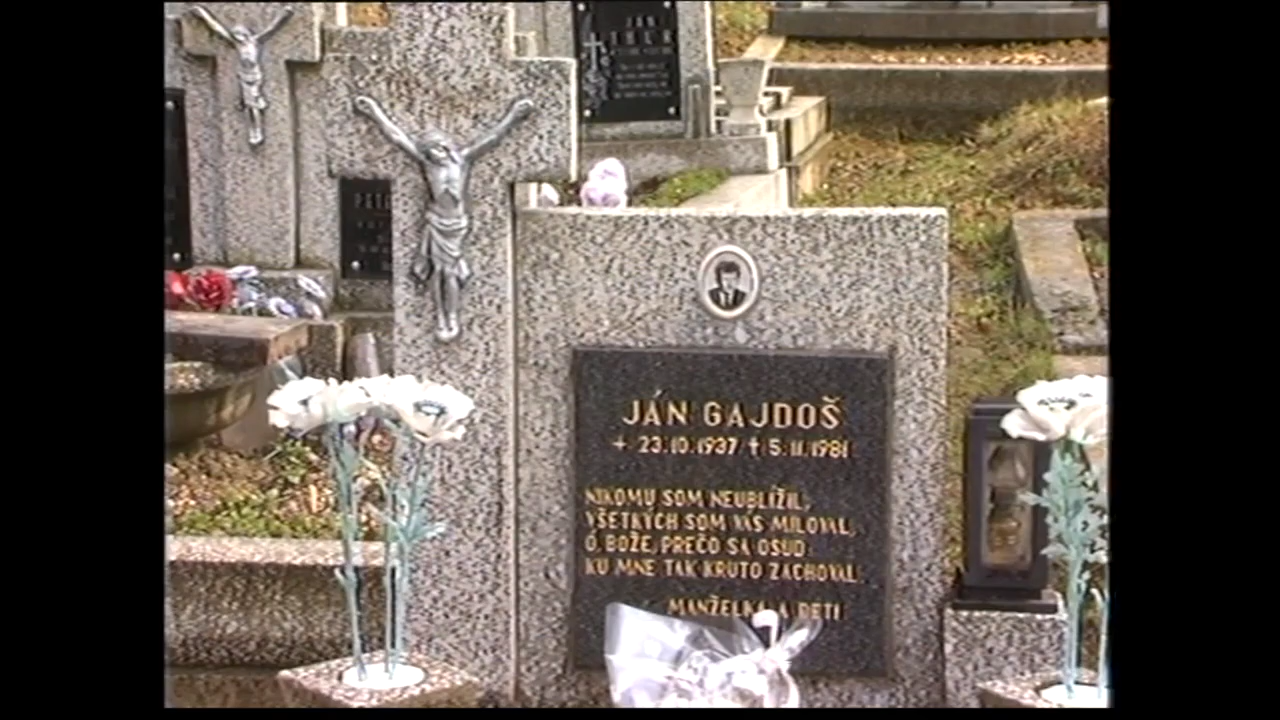 JÁN
JÁN GAJDOŠ
+ 23.10.1937 † 5.11.1981
NIKOMU SOM NEUBLÍŽIL,
VŠETKÝCH SOM VÁS MILOVAL,
Ó, BOŽE, PREČO SA OSUD
KU MNE TAK KRUTO ZACHOVAL.
MANŽELKA A DETI